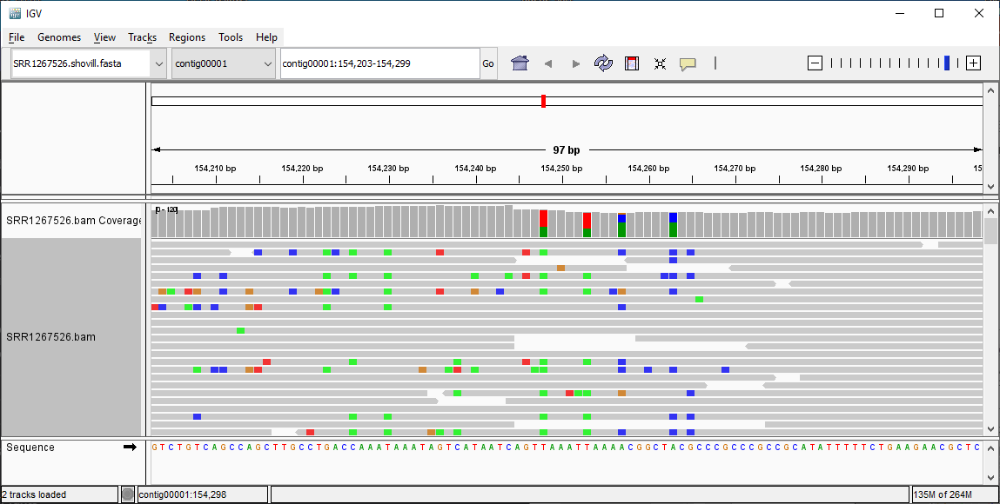 IGV
File Genomes View Tracks Regions Tools Help
SRR1267526.shovill.fasta contig00001 contig00001:154,203-154,299 Go
97 bp
154,210 bp 154,220 bp 154,230 bp 154,240 bp 154,250 bp 154,260 bp 154,270 bp 154,280 bp 154,290 bp 15
[0 - 120]
SRR1267526.bam Coverage
SRR1267526.bam
Sequence GTCTGTCAGCCAGCTTGCCTGACCAAATAAATAGTCATAATCAGTTAAATTAAAACGGCTACGCCCGCCCGCCGCATATTTTTCTGAAGAACGCTC
2 tracks loaded contig00001:154,298 135M of 264M